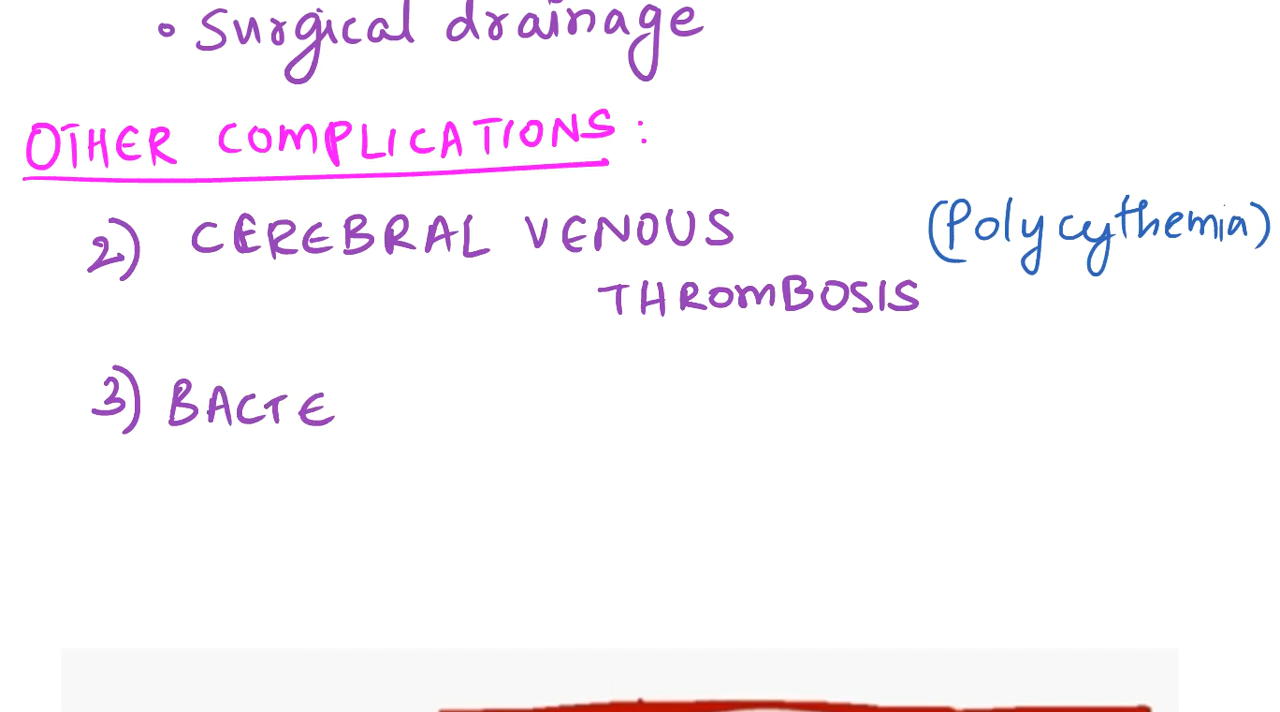 • Surgical drainage
OTHER COMPLICATIONS :
2) CEREBRAL VENOUS (Polycythemia)
THROMBOSIS
3) BACTE